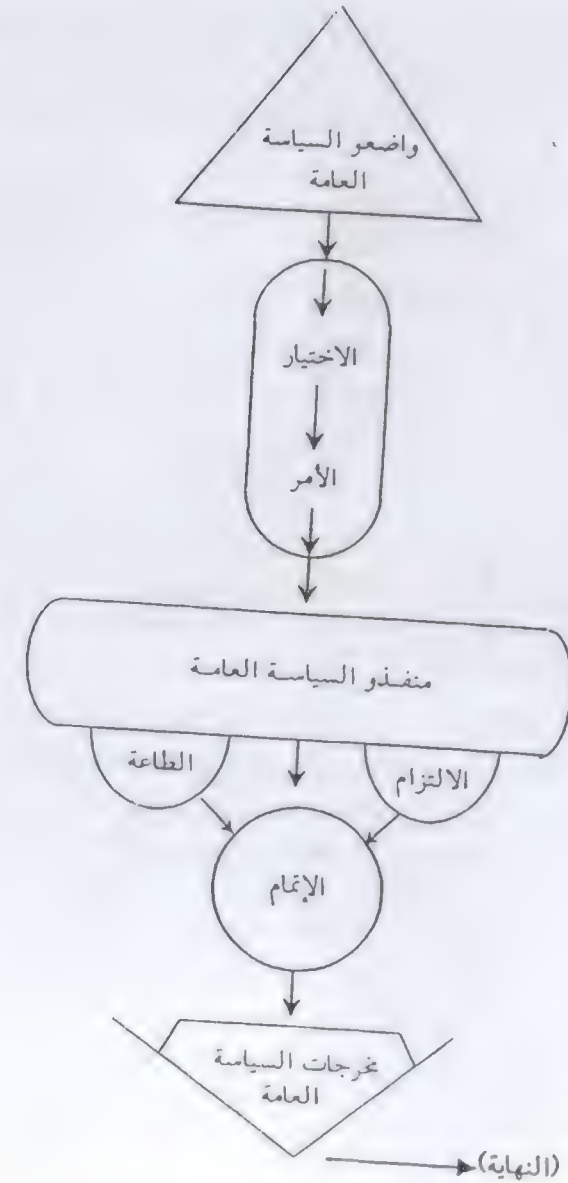 واضعو السياسة
العامة
الاختيار
الأمر
منفذو السياسة العامة
الالتزام
الطاعة
الإتمام
مخرجات السياسة
العامة
(النهاية)